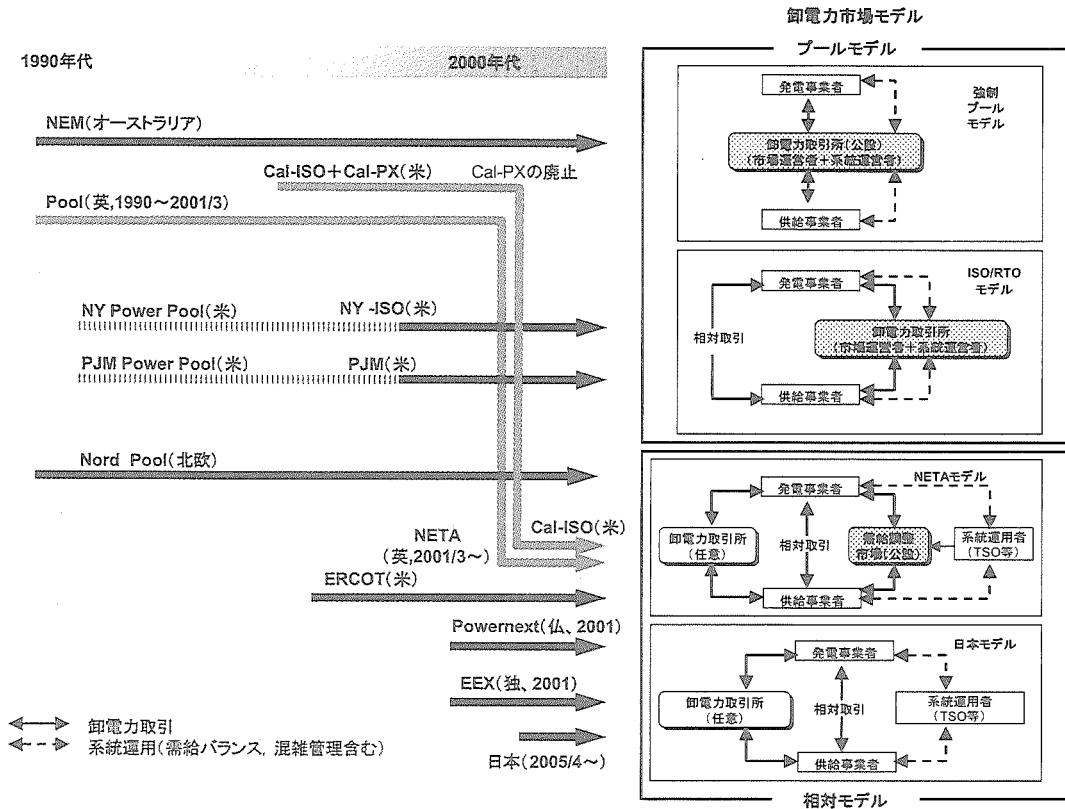 卸電力市場モデル
プールモデル
1990年代
2000年代
NEM(オーストラリア)
Cal-ISO+Cal-PX(米)
Cal-PXの廃止
Pool(英,1990～2001/3)
NY Power Pool(米)
NY -ISO(米)
PJM Power Pool(米)
PJM(米)
Nord Pool(北欧)
NETA
(英,2001/3～)
Cal-ISO(米)
ERCOT(米)
Powernext(仏、2001)
EEX(独、2001)
日本(2005/4～)
卸電力取引
系統運用(需給バランス, 混雑管理含む)
発電事業者
強制
プール
モデル
卸電力取引所(公設)
(市場運営者+系統運営者)
供給事業者
ISO/RTO
モデル
発電事業者
相対取引
卸電力取引所
(市場運営者+系統運営者)
供給事業者
NETAモデル
発電事業者
卸電力取引所
(任意)
相対取引
需給調整
市場(公設)
系統運用者
(TSO等)
供給事業者
日本モデル
発電事業者
卸電力取引所
(任意)
相対取引
系統運用者
(TSO等)
供給事業者
相対モデル